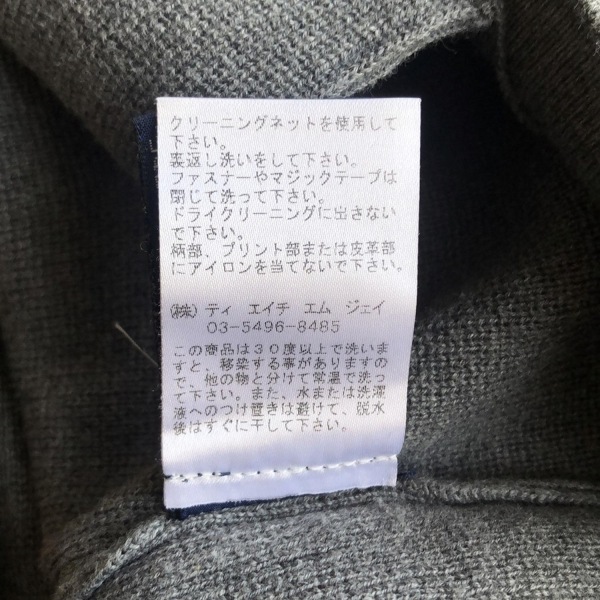 クリーニングネットを使用して
下さい。
裏返し洗いをして下さい。
ファスナーやマジックテープは
閉じて洗って下さい。
ドライクリーニングに出さない
で下さい。
柄部、プリント部または皮革部
にアイロンを当てないで下さい。
(株) ティ エイチ エム ジェイ
03-5496-8485
この商品は30度以上で洗いま
すと、移染する事がありますの
で、他の物と分けて常温で洗っ
て下さい。また、水または洗濯
液へのつけ置きは避けて、脱水
後はすぐに干して下さい。